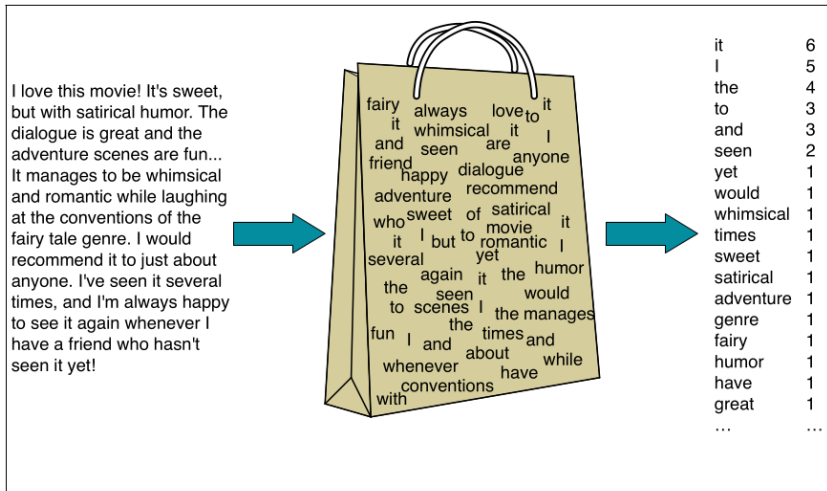 I love this movie! It's sweet,
but with satirical humor. The
dialogue is great and the
adventure scenes are fun...
It manages to be whimsical
and romantic while laughing
at the conventions of the
fairy tale genre. I would
recommend it to just about
anyone. I've seen it several
times, and I'm always happy
to see it again whenever I
have a friend who hasn't
seen it yet!
fairy always love to it
it whimsical it I
and seen are
friend anyone
happy dialogue
adventure recommend
who sweet of satirical it
it I but to movie
romantic I
several yet
again it the humor
the seen would
to scenes I the manages
fun I and the times and
whenever about while
have
conventions
with
it 6
I 5
the 4
to 3
and 3
seen 2
yet 1
would 1
whimsical 1
times 1
sweet 1
satirical 1
adventure 1
genre 1
fairy 1
humor 1
have 1
great 1
… …